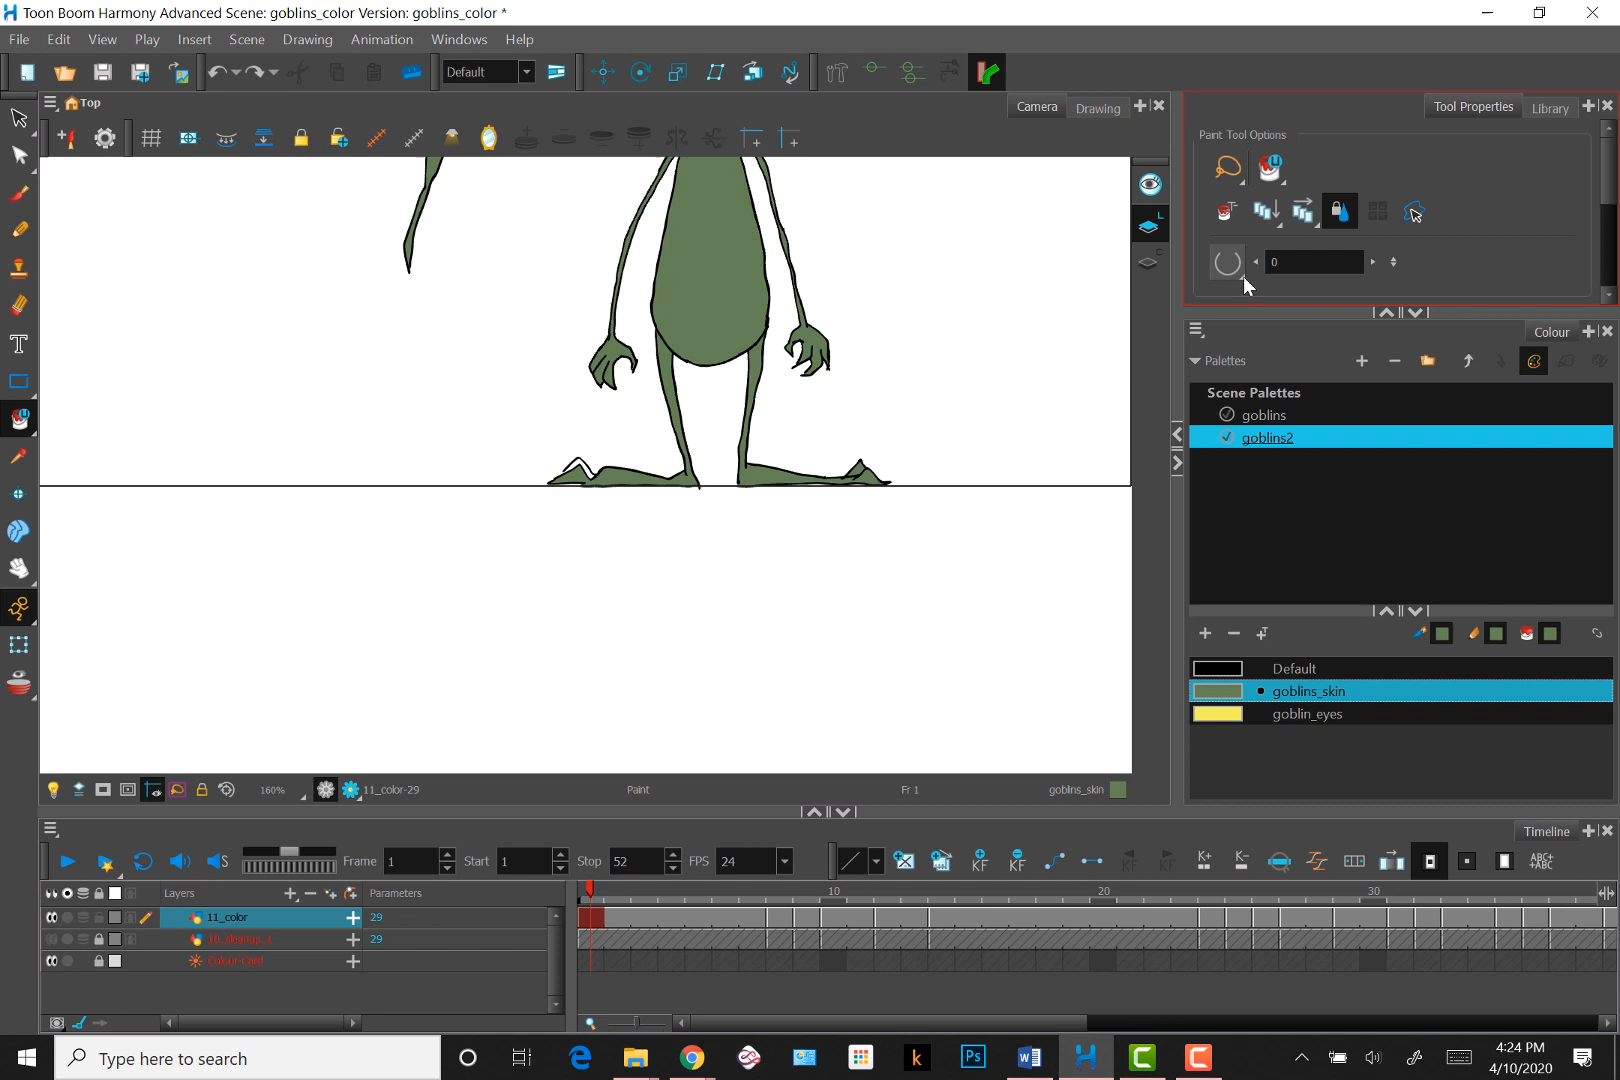 Toon Boom Harmony Advanced Scene: goblins_color Version: goblins_color *
File Edit View Play Insert Scene Drawing Animation Windows Help
Default
Top
Camera Drawing
Tool Properties Library
Paint Tool Options
0
Colour
Palettes
Scene Palettes
goblins
goblins2
Default
goblins_skin
goblin_eyes
160% 11_color-29 Paint Fr 1 goblins_skin
Timeline
Frame 1 Start 1 Stop 52 FPS 24
Layers Parameters 10 20 30
11_color 29
29
Colour-Card
Type here to search
4:24 PM
4/10/2020